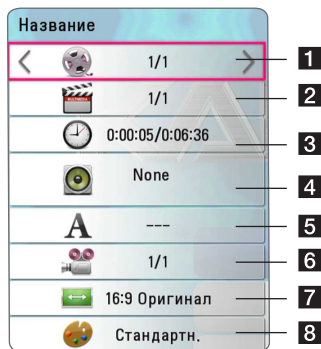 Название
1/1 1
MULTIMEDIA
1/1 2
0:00:05/0:06:36 3
None 4
A --- 5
1/1 6
16:9 Оригинал 7
Стандартн. 8